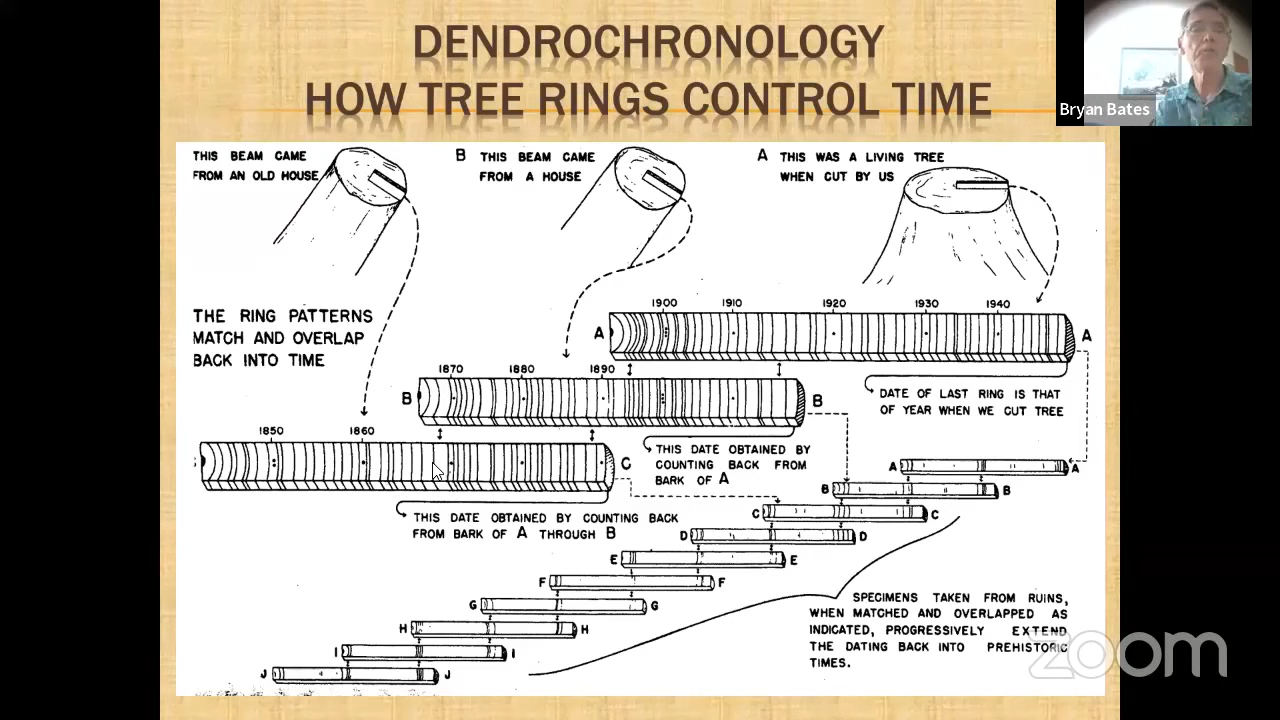 DENDROCHRONOLOGY
HOW TREE RINGS CONTROL TIME
Bryan Bates
THIS BEAM CAME
FROM AN OLD HOUSE
B THIS BEAM CAME
FROM A HOUSE
A THIS WAS A LIVING TREE
WHEN CUT BY US
THE RING PATTERNS
MATCH AND OVERLAP
BACK INTO TIME
1900 1910 1920 1930 1940
A A
1870 1880 1890
B B
DATE OF LAST RING IS THAT
OF YEAR WHEN WE CUT TREE
1850 1860
C
THIS DATE OBTAINED BY
COUNTING BACK FROM
BARK OF A
THIS DATE OBTAINED BY COUNTING BACK
FROM BARK OF A THROUGH B
A A
B B
C C
D D
E E
F F
G G
H H
I I
J J
SPECIMENS TAKEN FROM RUINS,
WHEN MATCHED AND OVERLAPPED AS
INDICATED, PROGRESSIVELY EXTEND
THE DATING BACK INTO PREHISTORIC
TIMES.
zoom